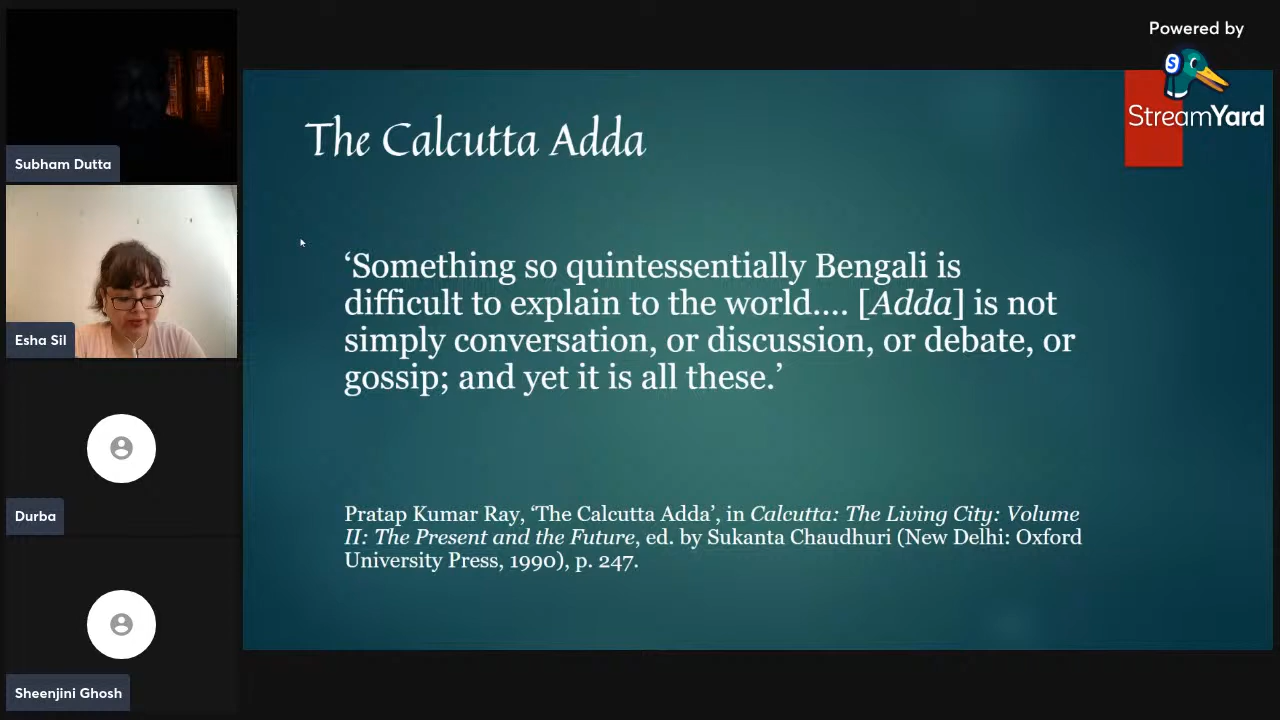 Powered by
StreamYard
Subham Dutta
Esha Sil
Durba
Sheenjini Ghosh
The Calcutta Adda
‘Something so quintessentially Bengali is
difficult to explain to the world.... [Adda] is not
simply conversation, or discussion, or debate, or
gossip; and yet it is all these.’
Pratap Kumar Ray, ‘The Calcutta Adda’, in Calcutta: The Living City: Volume
II: The Present and the Future, ed. by Sukanta Chaudhuri (New Delhi: Oxford
University Press, 1990), p. 247.